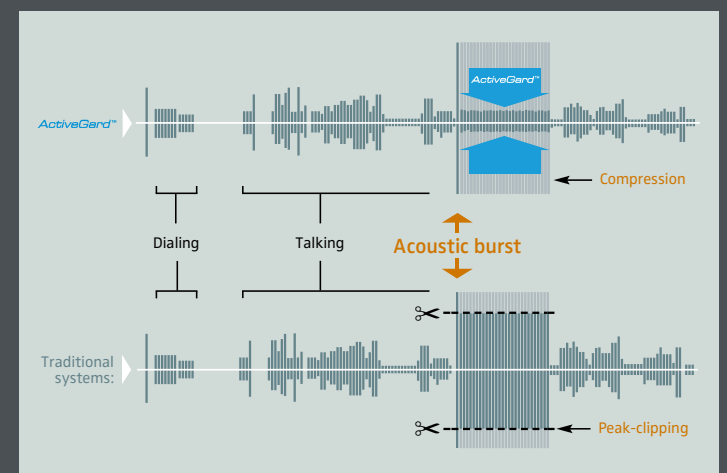 ActiveGard™
ActiveGard™
Compression
Dialing
Talking
Acoustic burst
Traditional
systems:
Peak-clipping